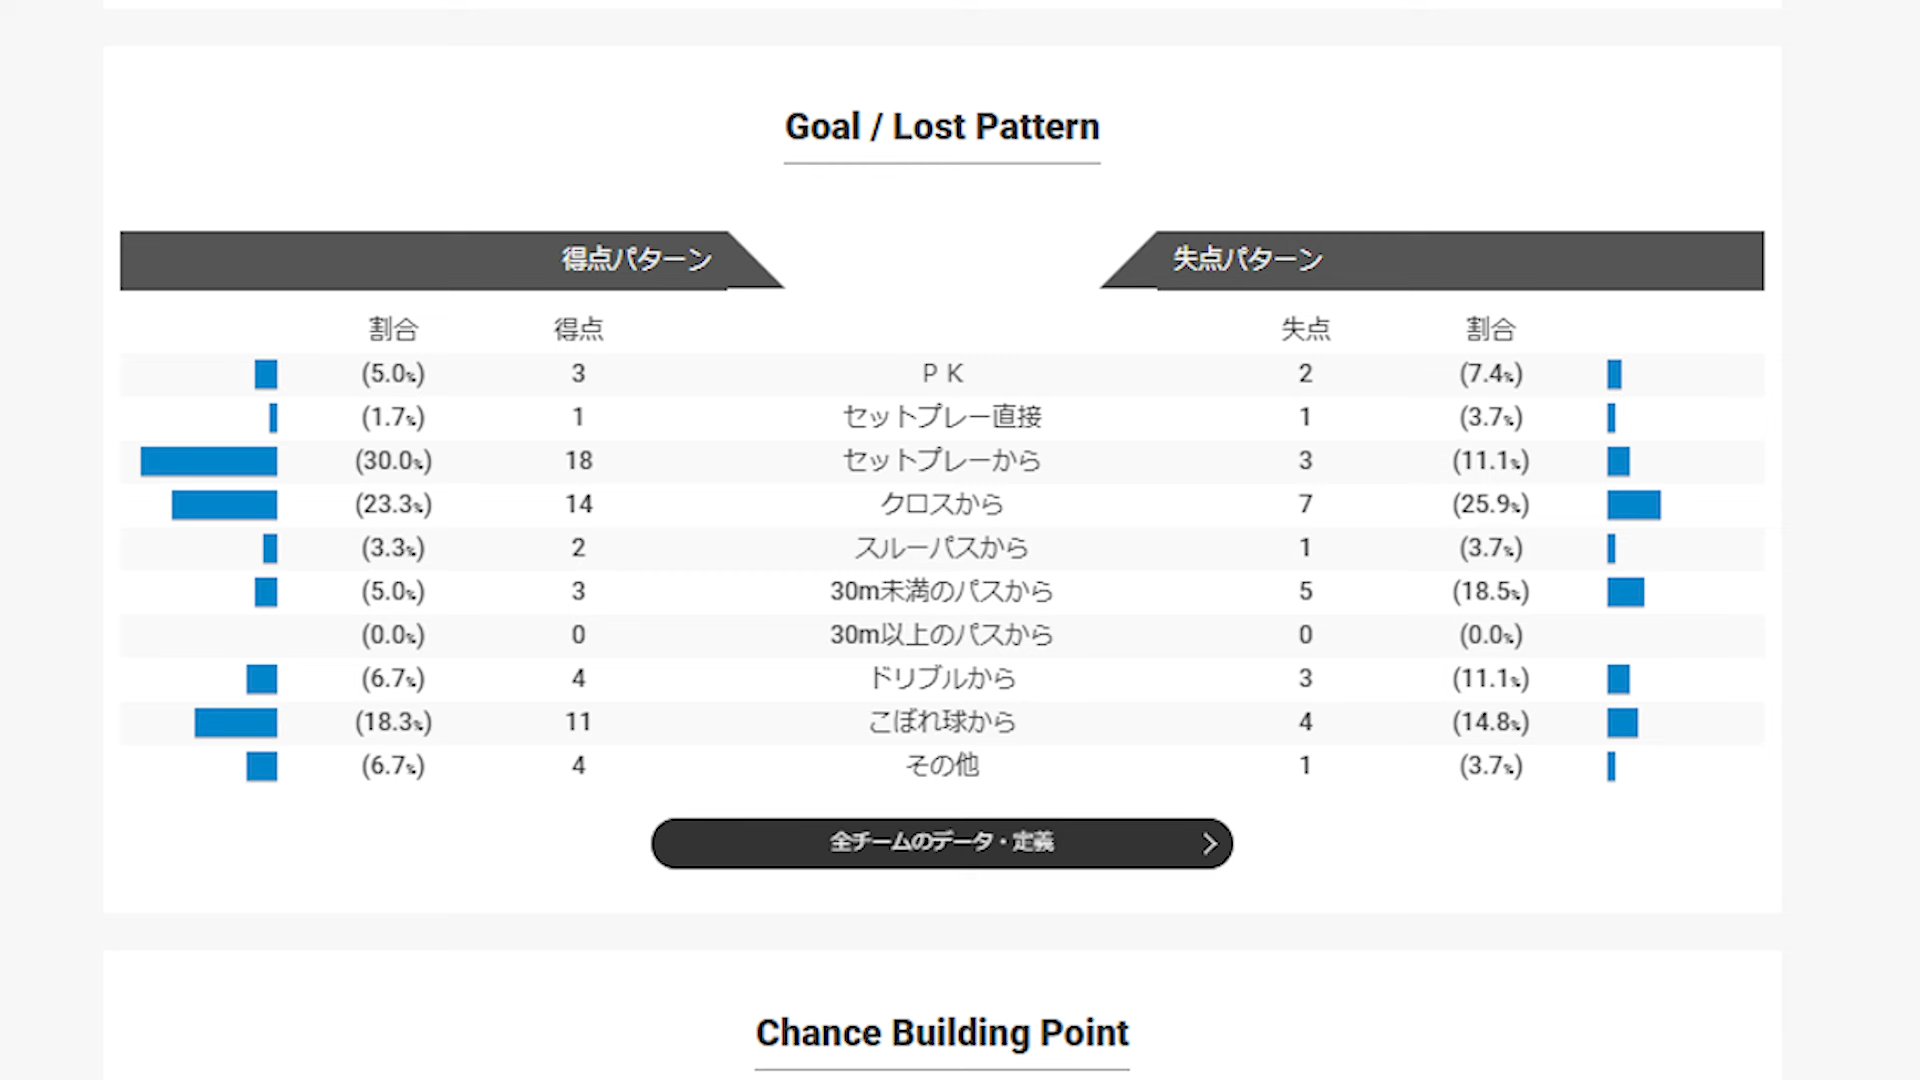 Goal / Lost Pattern
得点パターン 失点パターン
割合 得点 失点 割合
(5.0%) 3 ＰＫ 2 (7.4%)
(1.7%) 1 セットプレー直接 1 (3.7%)
(30.0%) 18 セットプレーから 3 (11.1%)
(23.3%) 14 クロスから 7 (25.9%)
(3.3%) 2 スルーパスから 1 (3.7%)
(5.0%) 3 30m未満のパスから 5 (18.5%)
(0.0%) 0 30m以上のパスから 0 (0.0%)
(6.7%) 4 ドリブルから 3 (11.1%)
(18.3%) 11 こぼれ球から 4 (14.8%)
(6.7%) 4 その他 1 (3.7%)
全チームのデータ・定義
Chance Building Point